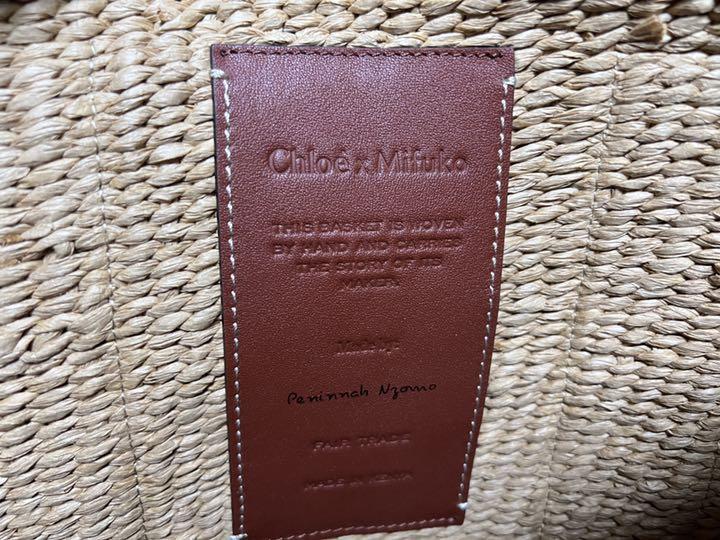 Chloé x Mifuko
THIS BASKET IS WOVEN
BY HAND AND CARRIES
THE STORY OF ITS
MAKER.
Made by:
Peninnah Nzomo
FAIR TRADE
MADE IN KENYA